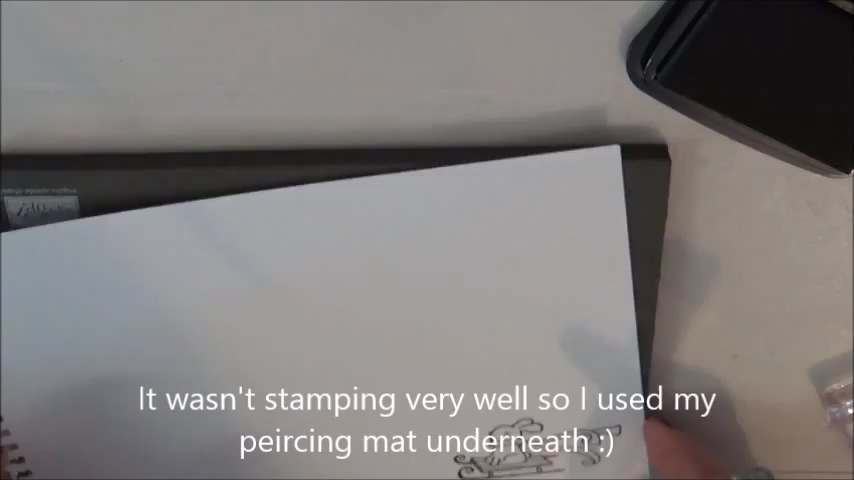 It wasn't stamping very well so I used my
peircing mat underneath :)